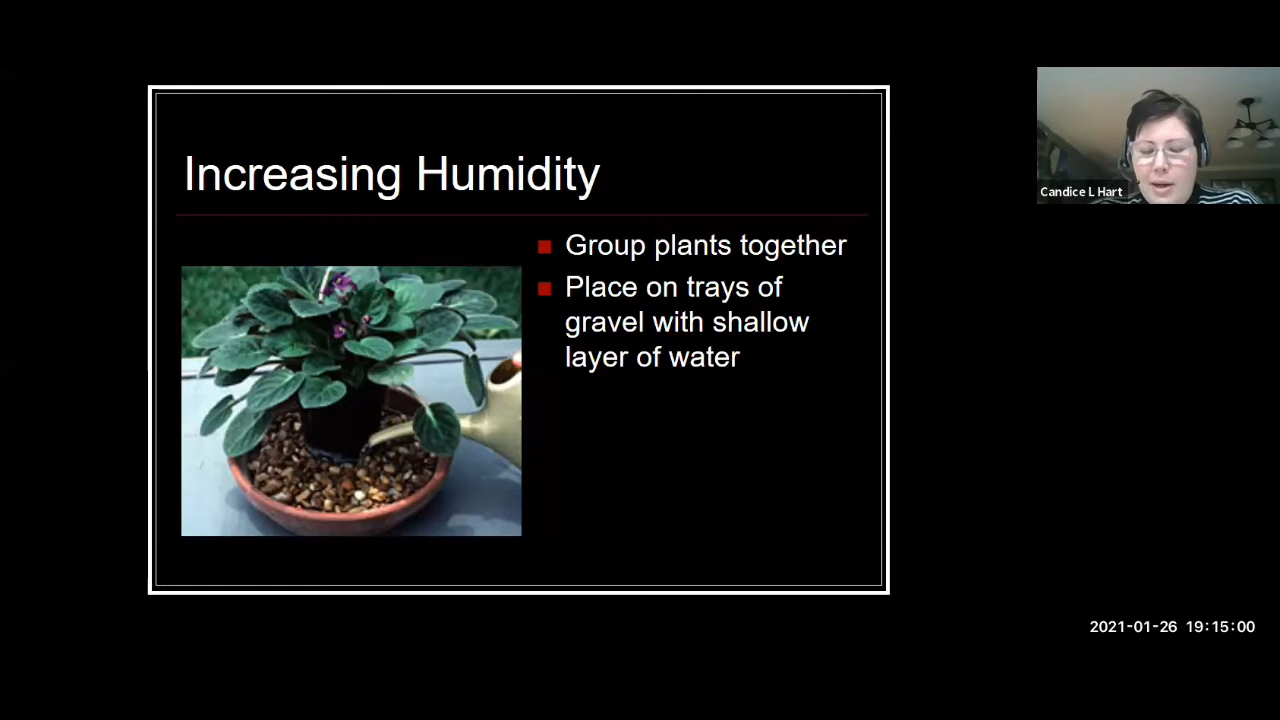 Increasing Humidity
Group plants together
Place on trays of
gravel with shallow
layer of water
Candice L Hart
2021-01-26 19:15:00